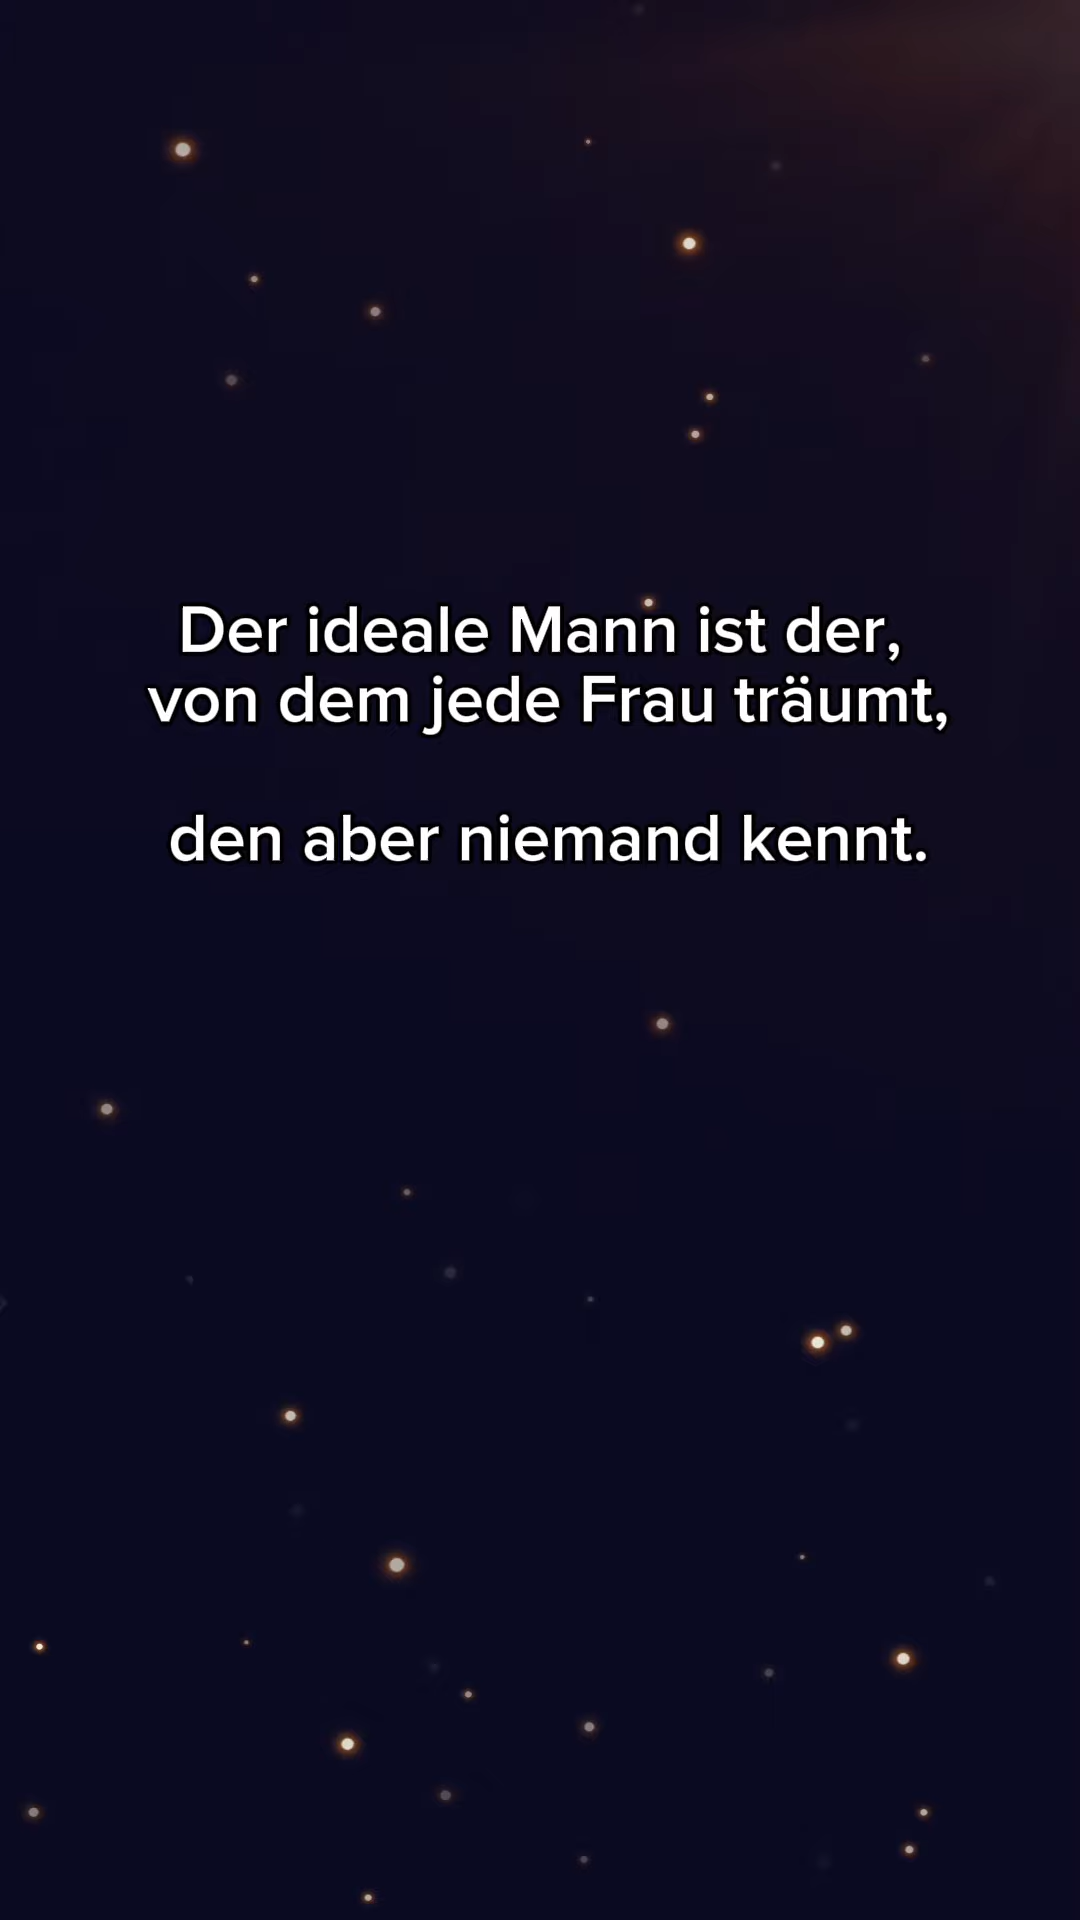 Der ideale Mann ist der,
von dem jede Frau träumt,
den aber niemand kennt.